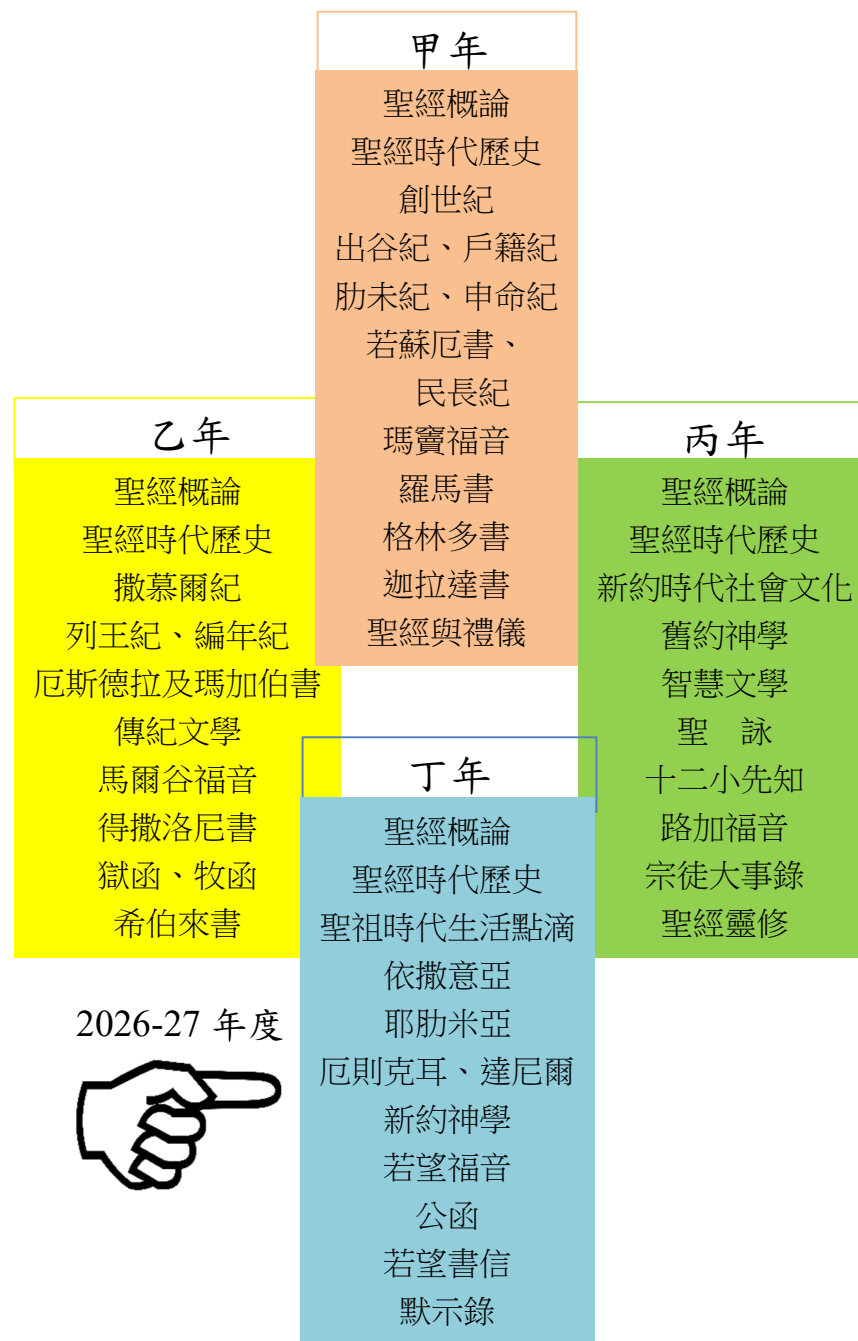 甲年
聖經概論
聖經時代歷史
創世紀
出谷紀、戶籍紀
肋未紀、申命紀
若蘇厄書、
民長紀
瑪竇福音
羅馬書
格林多書
迦拉達書
聖經與禮儀
乙年
聖經概論
聖經時代歷史
撒慕爾紀
列王紀、編年紀
厄斯德拉及瑪加伯書
傳紀文學
馬爾谷福音
得撒洛尼書
獄函、牧函
希伯來書
丙年
聖經概論
聖經時代歷史
新約時代社會文化
舊約神學
智慧文學
聖　詠
十二小先知
路加福音
宗徒大事錄
聖經靈修
丁年
聖經概論
聖經時代歷史
聖祖時代生活點滴
依撒意亞
耶肋米亞
厄則克耳、達尼爾
新約神學
若望福音
公函
若望書信
默示錄
2026-27 年度